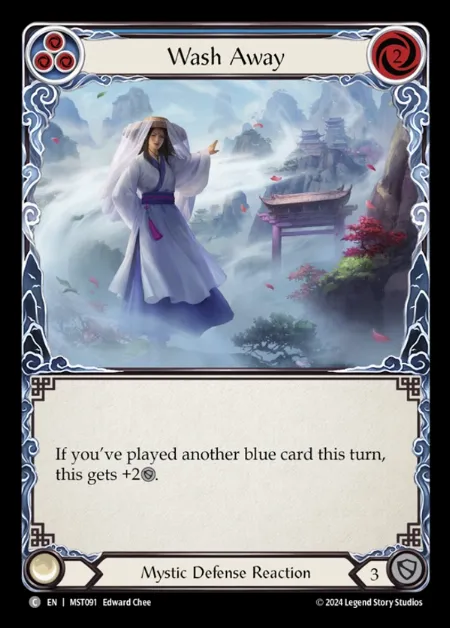 Wash Away
2
If you've played another blue card this turn,
this gets +2.
Mystic Defense Reaction
3
C EN | MST091 Edward Chee
© 2024 Legend Story Studios